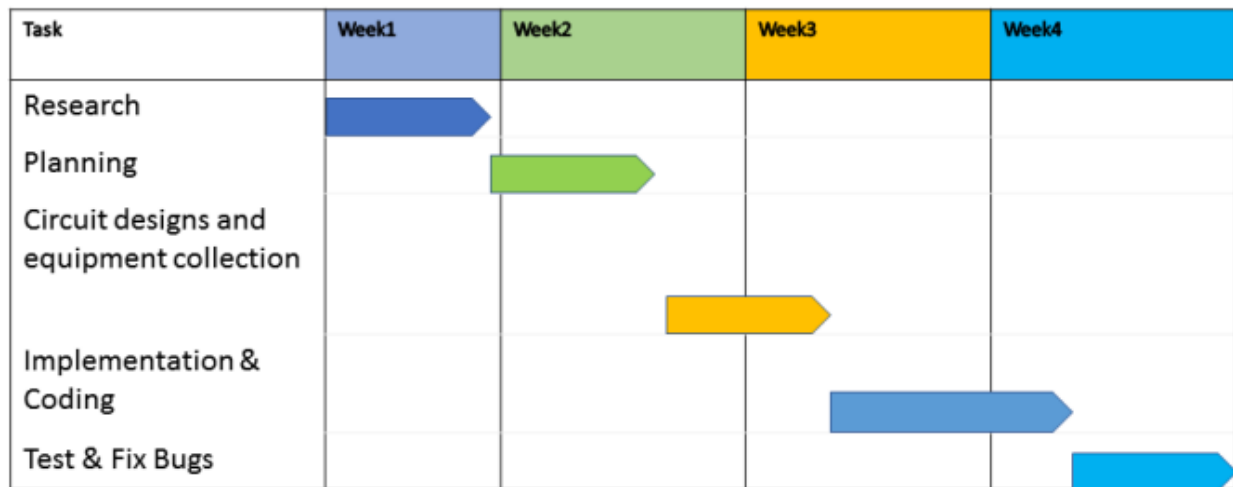 Task Week1 Week2 Week3 Week4
Research
Planning
Circuit designs and
equipment collection
Implementation &
Coding
Test & Fix Bugs